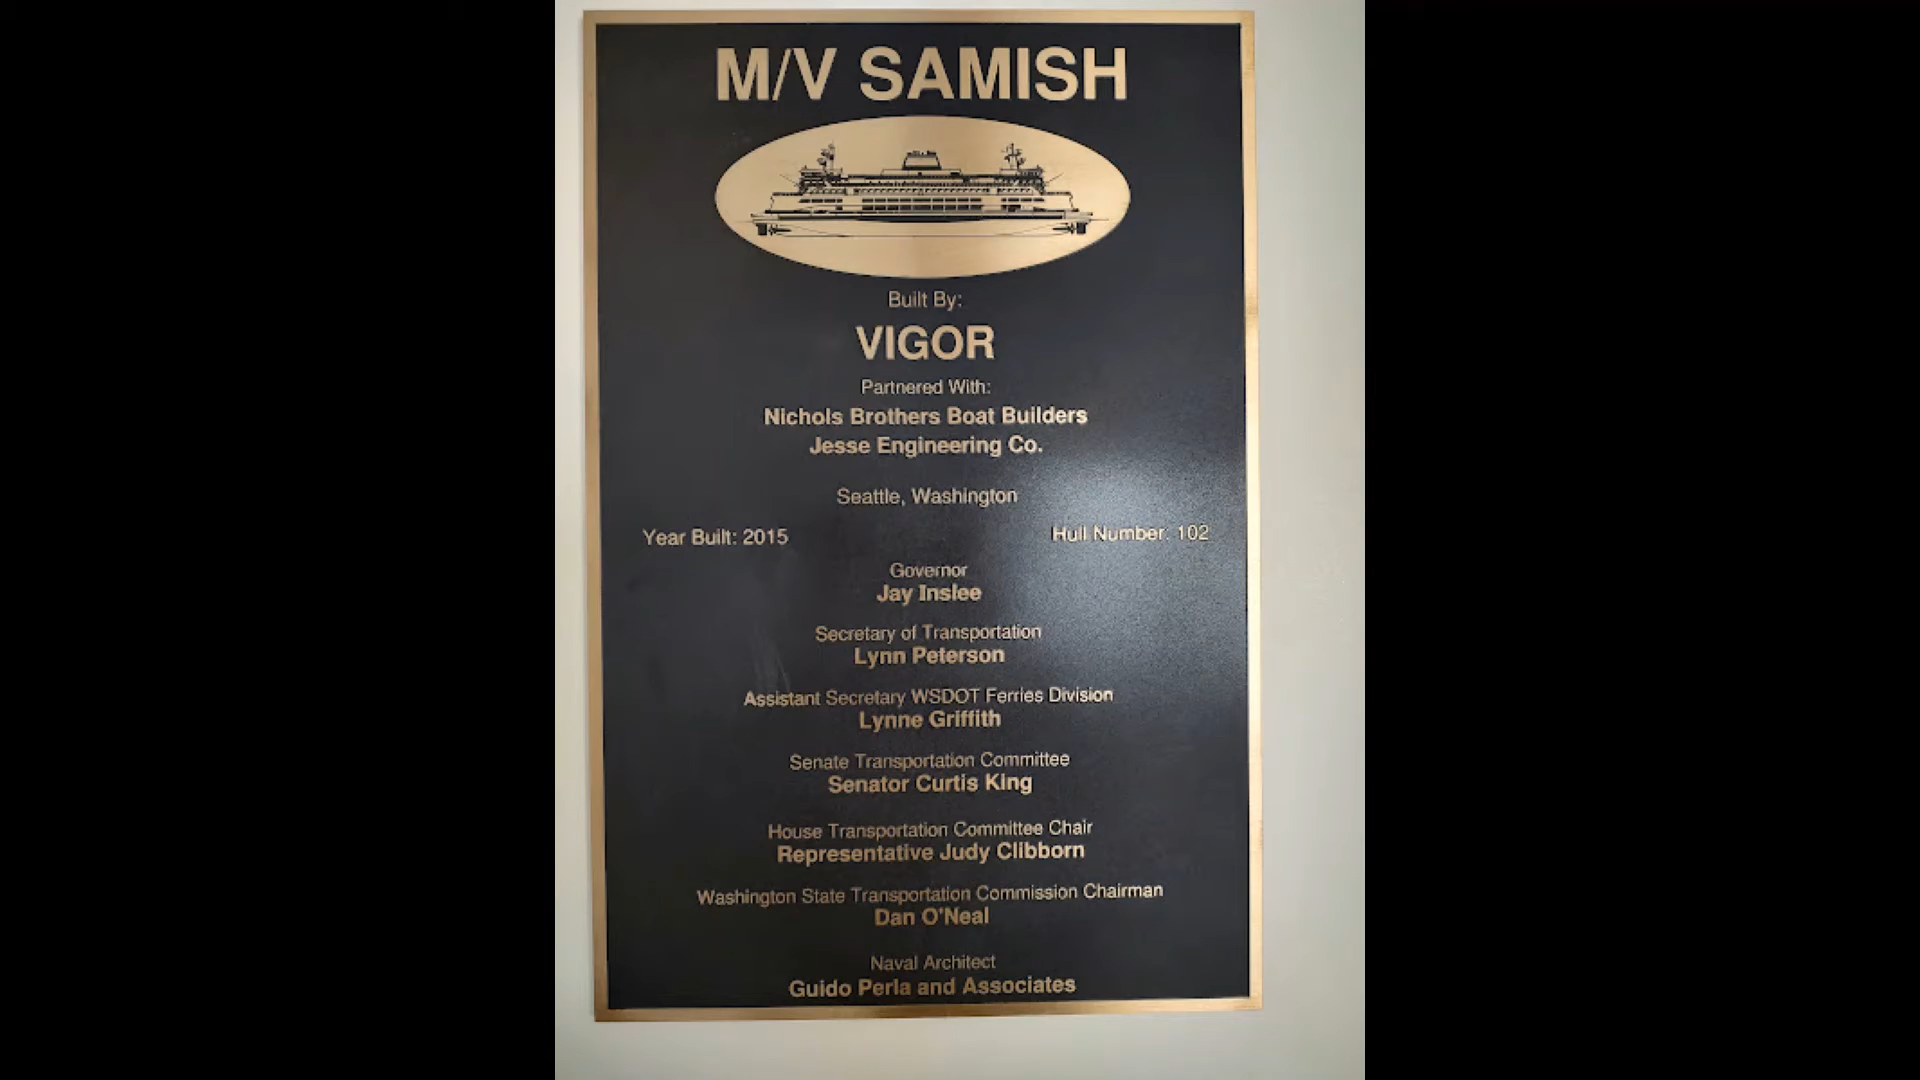 M/V SAMISH
Built By:
VIGOR
Partnered With:
Nichols Brothers Boat Builders
Jesse Engineering Co.
Seattle, Washington
Year Built: 2015 Hull Number: 102
Governor
Jay Inslee
Secretary of Transportation
Lynn Peterson
Assistant Secretary WSDOT Ferries Division
Lynne Griffith
Senate Transportation Committee
Senator Curtis King
House Transportation Committee Chair
Representative Judy Clibborn
Washington State Transportation Commission Chairman
Dan O'Neal
Naval Architect
Guido Perla and Associates